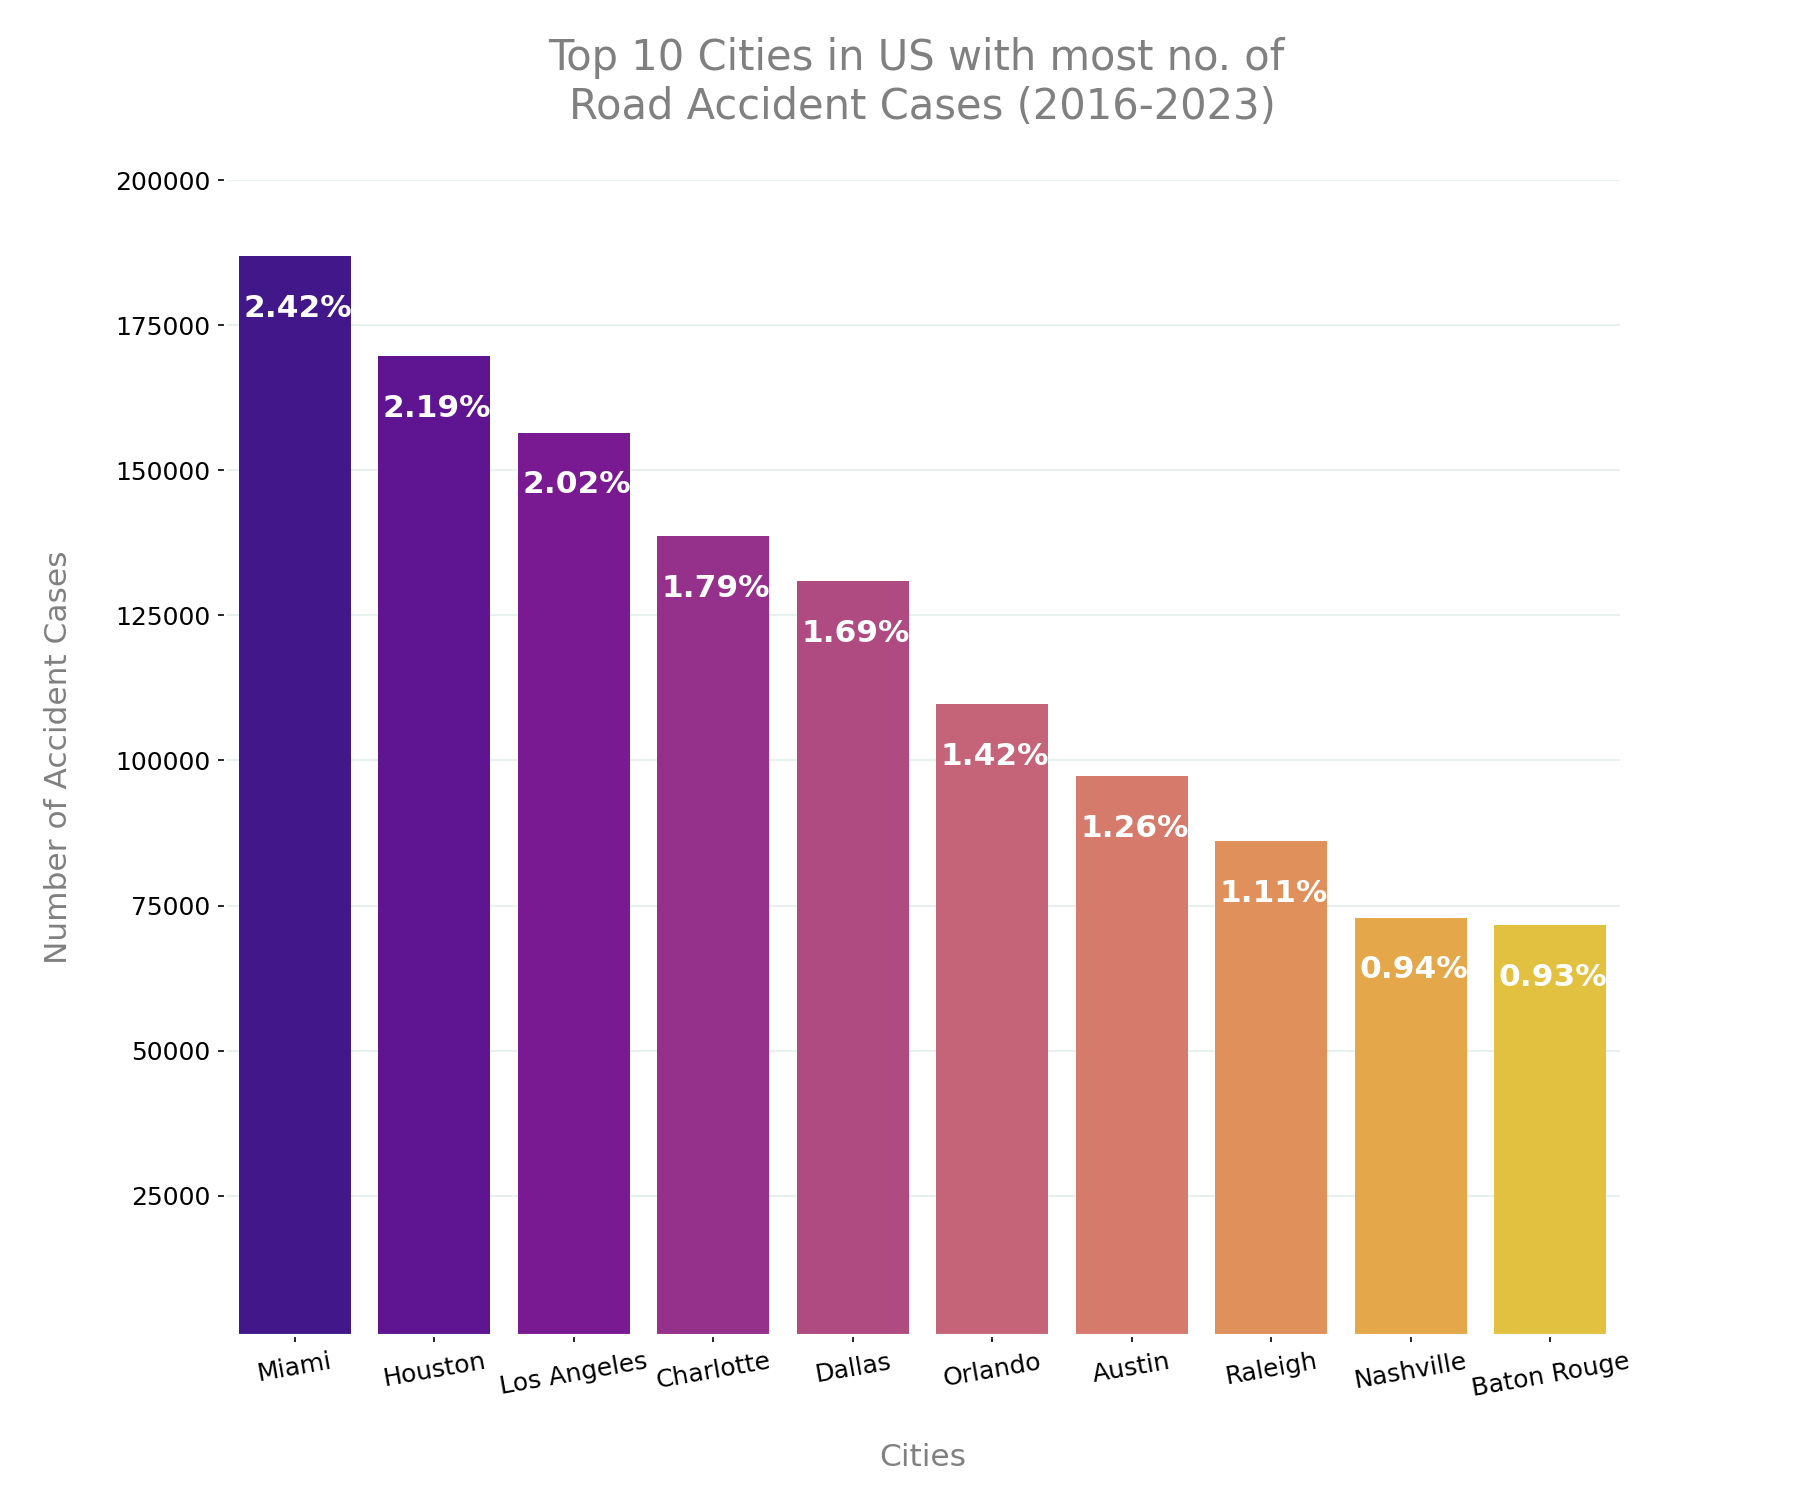 Top 10 Cities in US with most no. of
Road Accident Cases (2016-2023)
200000
175000
150000
125000
100000
75000
50000
25000
Number of Accident Cases
2.42%
2.19%
2.02%
1.79%
1.69%
1.42%
1.26%
1.11%
0.94%
0.93%
Miami
Houston
Los Angeles
Charlotte
Dallas
Orlando
Austin
Raleigh
Nashville
Baton Rouge
Cities